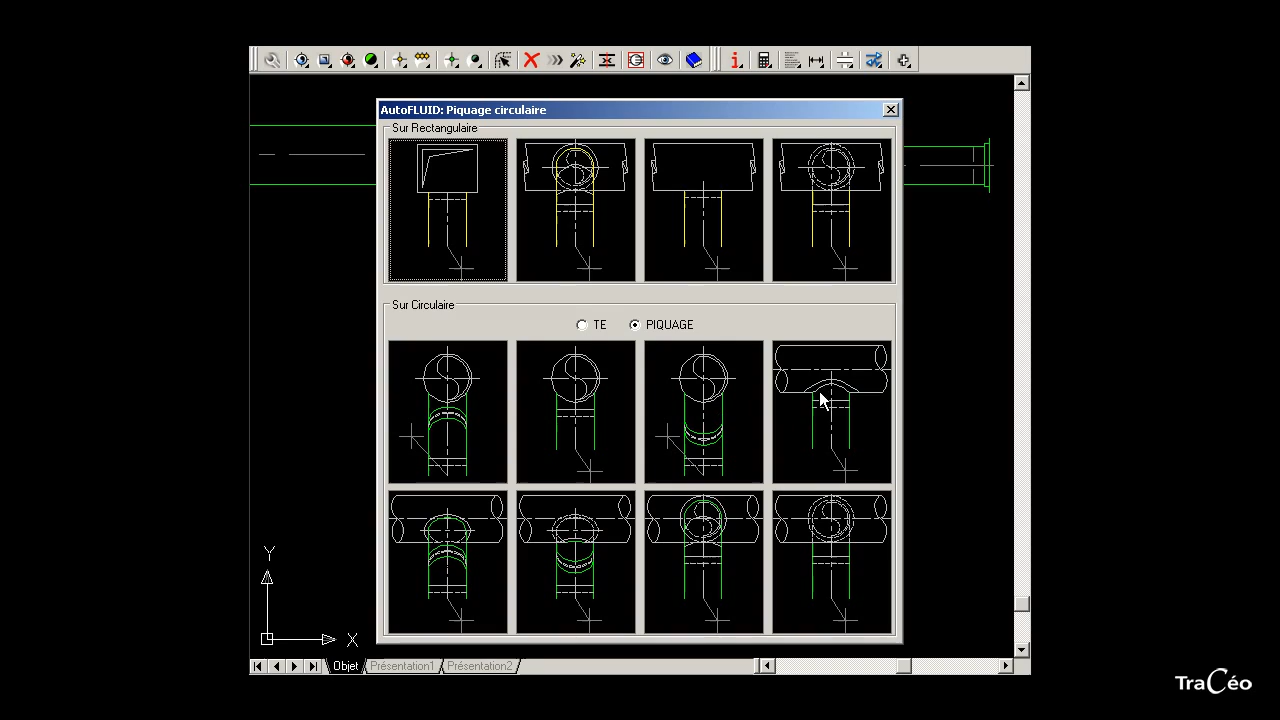 AutoFLUID: Piquage circulaire
Sur Rectangulaire
Sur Circulaire
TE
PIQUAGE
Y
X
Objet
Présentation1
Présentation2
TraCéo